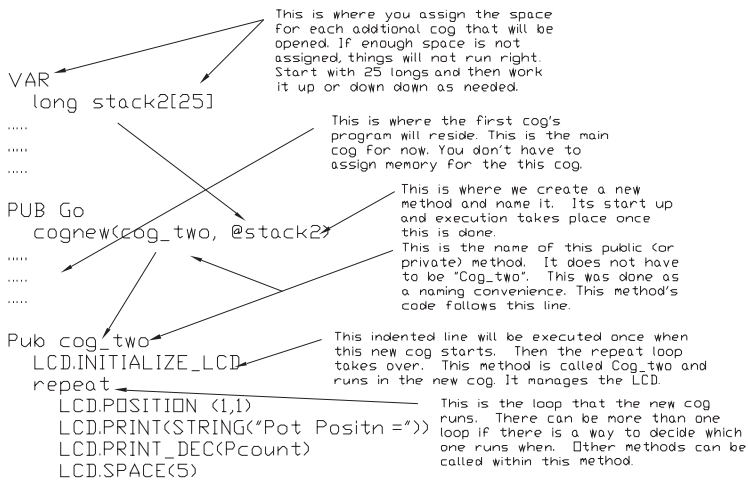 This is where you assign the space
for each addtional cog that will be
opened. If enough space is not
assigned, things will not run right.
Start with 25 longs and then work
it up or down down as needed.
VAR
long stack2[25]
.....
.....
.....
This is where the first cog's
program will reside. This is the main
cog for now. You don't have to
assign memory for the this cog.
PUB Go
cognew(cog_two, @stack2)
.....
.....
.....
This is where we create a new
method and name it. Its start up
and execution takes place once
this is done.
This is the name of this public (or
private) method. It does not have
to be "Cog_two". This was done as
a naming convenience. This method's
code follows this line.
Pub cog_two
LCD.INITIALIZE_LCD
repeat
LCD.POSITION (1,1)
LCD.PRINT(STRING("Pot Positn ="))
LCD.PRINT_DEC(Pcount)
LCD.SPACE(5)
This indented line will be executed once when
this new cog starts. Then the repeat loop
takes over. This method is called Cog_two and
runs in the new cog. It manages the LCD.
This is the loop that the new cog
runs. There can be more than one
loop if there is a way to decide which
one runs when. Other methods can be
called within this method.